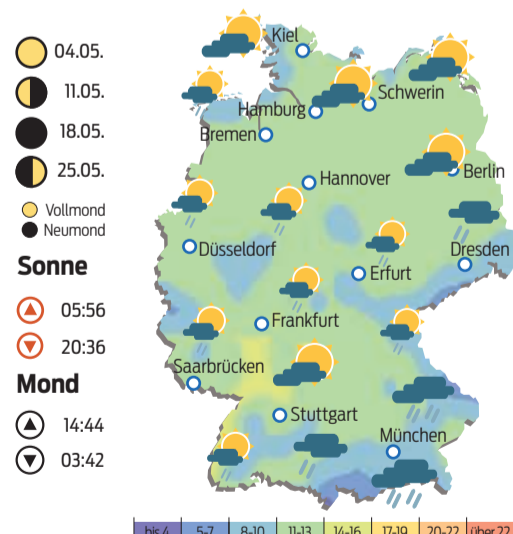 04.05.
11.05.
18.05.
25.05.
Vollmond
Neumond
Sonne
05:56
20:36
Mond
14:44
03:42
Kiel
Schwerin
Hamburg
Bremen
Berlin
Hannover
Düsseldorf
Dresden
Erfurt
Frankfurt
Saarbrücken
Stuttgart
München
bis 4 5-7 8-10 11-13 14-16 17-19 20-22 über 22